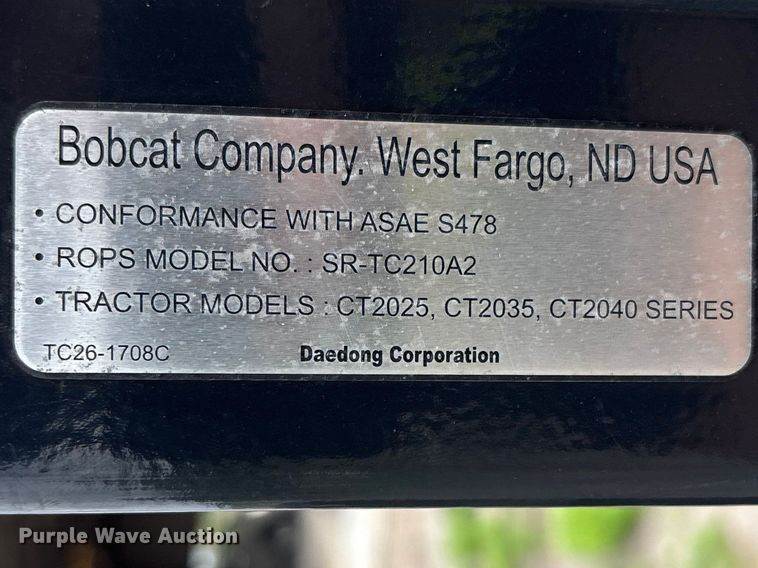 Bobcat Company. West Fargo, ND USA
• CONFORMANCE WITH ASAE S478
• ROPS MODEL NO. : SR-TC210A2
• TRACTOR MODELS : CT2025, CT2035, CT2040 SERIES
TC26-1708C Daedong Corporation
Purple Wave Auction